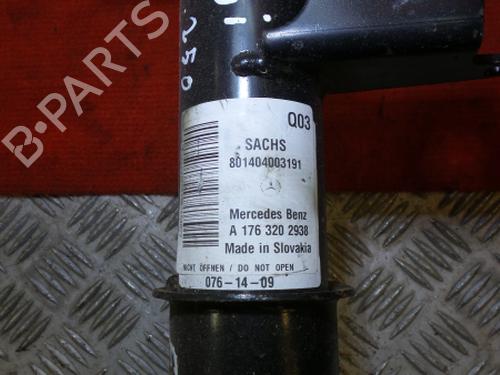 250
Q03
SACHS
801404003191
Mercedes Benz
A 176 320 2938
Made in Slovakia
NICHT ÖFFNEN / DO NOT OPEN
076-14-09
B-PARTS